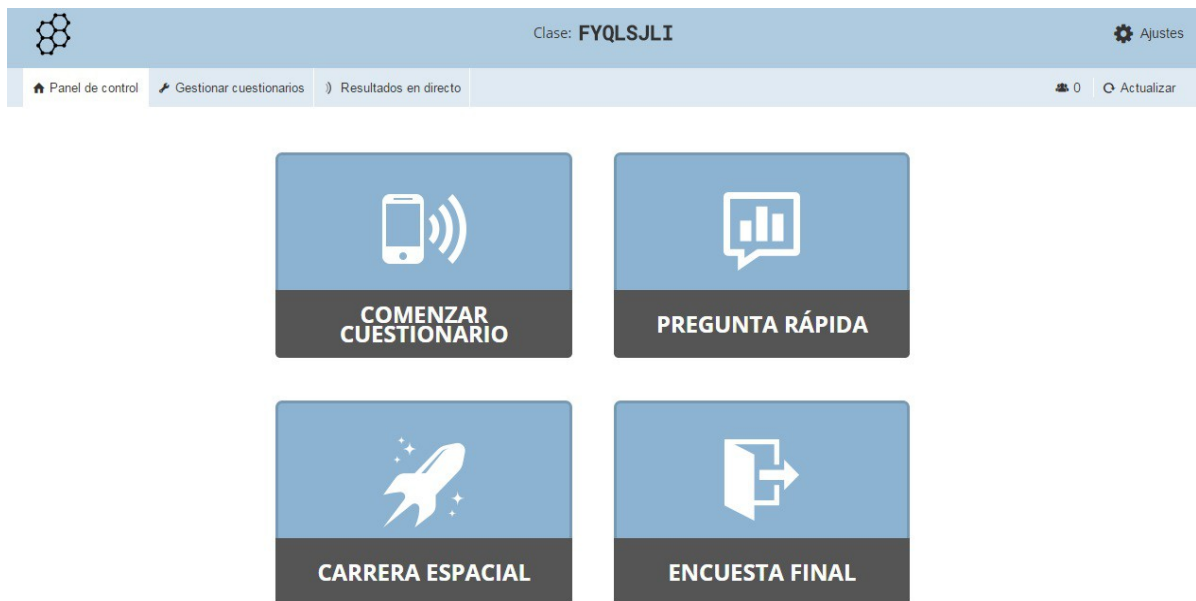 Clase: FYQLSJLI
Ajustes
Panel de control
Gestionar cuestionarios
Resultados en directo
0
Actualizar
COMENZAR
CUESTIONARIO
PREGUNTA RÁPIDA
CARRERA ESPACIAL
ENCUESTA FINAL